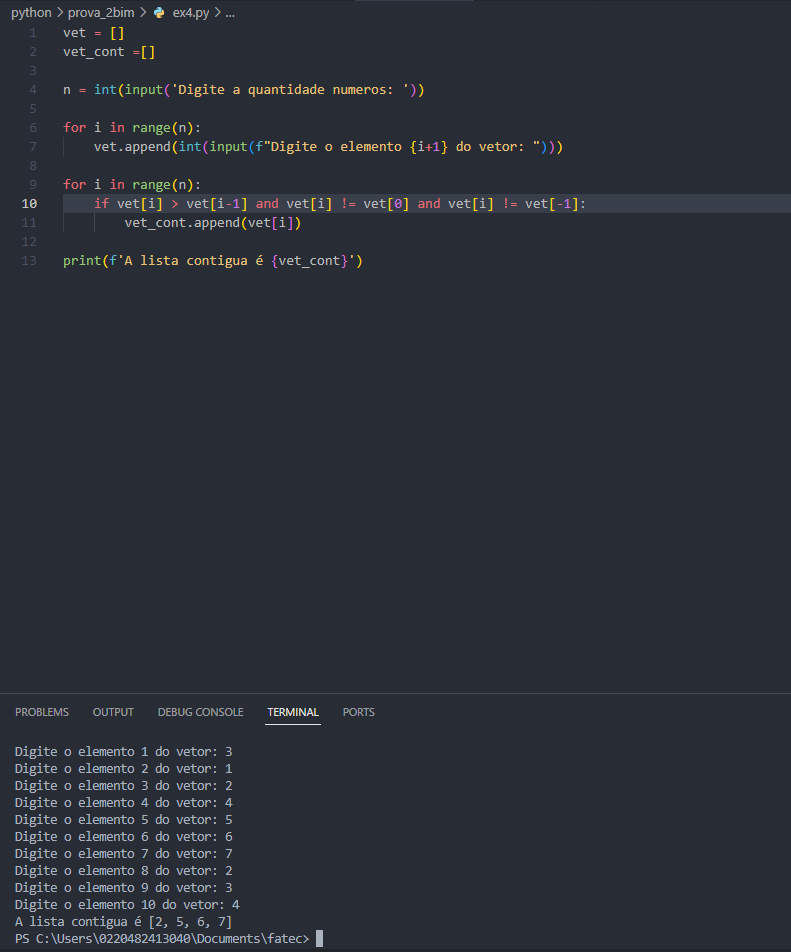 python > prova_2bim > ex4.py > ...
1 vet = []
2 vet_cont =[]
3
4 n = int(input('Digite a quantidade numeros: '))
5
6 for i in range(n):
7 vet.append(int(input(f"Digite o elemento {i+1} do vetor: ")))
8
9 for i in range(n):
10 if vet[i] > vet[i-1] and vet[i] != vet[0] and vet[i] != vet[-1]:
11 vet_cont.append(vet[i])
12
13 print(f'A lista contigua é {vet_cont}')
PROBLEMS OUTPUT DEBUG CONSOLE TERMINAL PORTS
Digite o elemento 1 do vetor: 3
Digite o elemento 2 do vetor: 1
Digite o elemento 3 do vetor: 2
Digite o elemento 4 do vetor: 4
Digite o elemento 5 do vetor: 5
Digite o elemento 6 do vetor: 6
Digite o elemento 7 do vetor: 7
Digite o elemento 8 do vetor: 2
Digite o elemento 9 do vetor: 3
Digite o elemento 10 do vetor: 4
A lista contigua é [2, 5, 6, 7]
PS C:\Users\0220482413040\Documents\fatec>